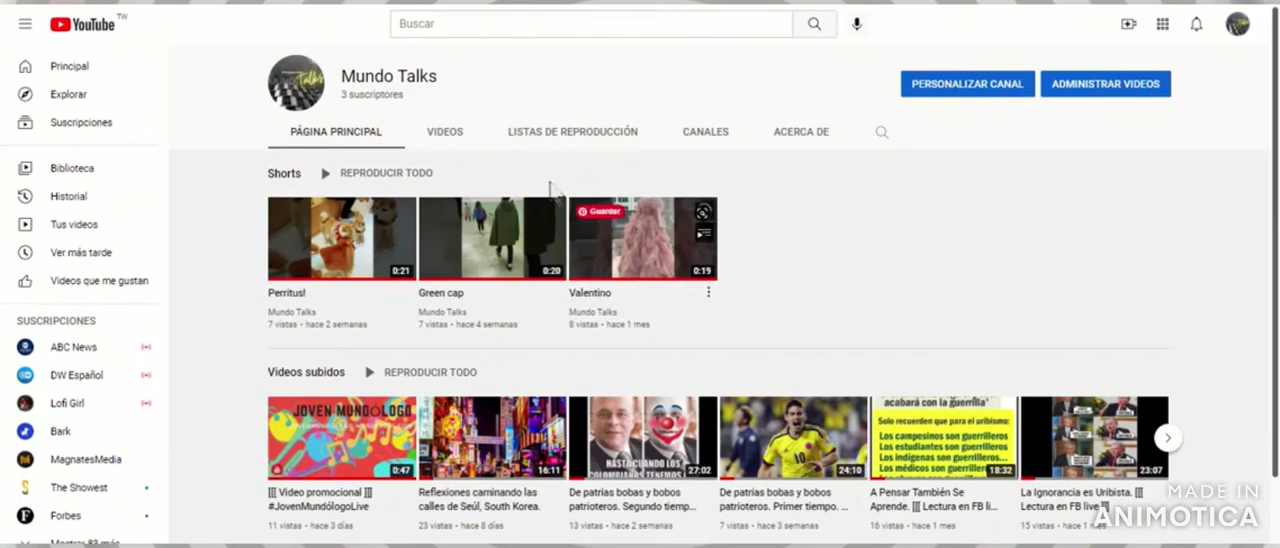 YouTube TW
Buscar
Principal
Explorar
Suscripciones
Biblioteca
Historial
Tus videos
Ver más tarde
Videos que me gustan
SUSCRIPCIONES
ABC News
DW Español
Lofi Girl
Bark
MagnatesMedia
The Showest
Forbes
Mostrar 83 más
Mundo Talks
3 suscriptores
PERSONALIZAR CANAL
ADMINISTRAR VIDEOS
PÁGINA PRINCIPAL
VIDEOS
LISTAS DE REPRODUCCIÓN
CANALES
ACERCA DE
Shorts
REPRODUCIR TODO
0:21
Perritus!
Mundo Talks
7 vistas • hace 2 semanas
0:20
Green cap
Mundo Talks
7 vistas • hace 4 semanas
Guardar
0:19
Valentino
Mundo Talks
6 vistas • hace 1 mes
Videos subidos
REPRODUCIR TODO
JOVEN MUNDÓLOGO
0:47
[[[ Video promocional ]]]
#JovenMundólogoLive
11 vistas • hace 3 días
16:11
Reflexiones caminando las
calles de Seúl, South Korea.
23 vistas • hace 8 días
HASTA CUANDO LOS
COLOMBIANOS TENEMOS
27:02
De patrias bobas y bobos
patrioteros. Segundo tiemp...
13 vistas • hace 2 semanas
24:10
De patrias bobas y bobos
patrioteros. Primer tiempo. ...
7 vistas • hace 3 semanas
acabará con la guerrilla'
Solo recuerden que para el uribismo:
Los campesinos son guerrilleros
Los estudiantes son guerrilleros
Los indígenas son guerrilleros
Los médicos son guerrilleros
18:32
A Pensar También Se
Aprende. [[[ Lectura en FB li...
16 vistas • hace 1 mes
23:07
La Ignorancia es Uribista. [[[
Lectura en FB live ]]]
15 vistas • hace 1 mes
MADE IN
ANIMOTICA